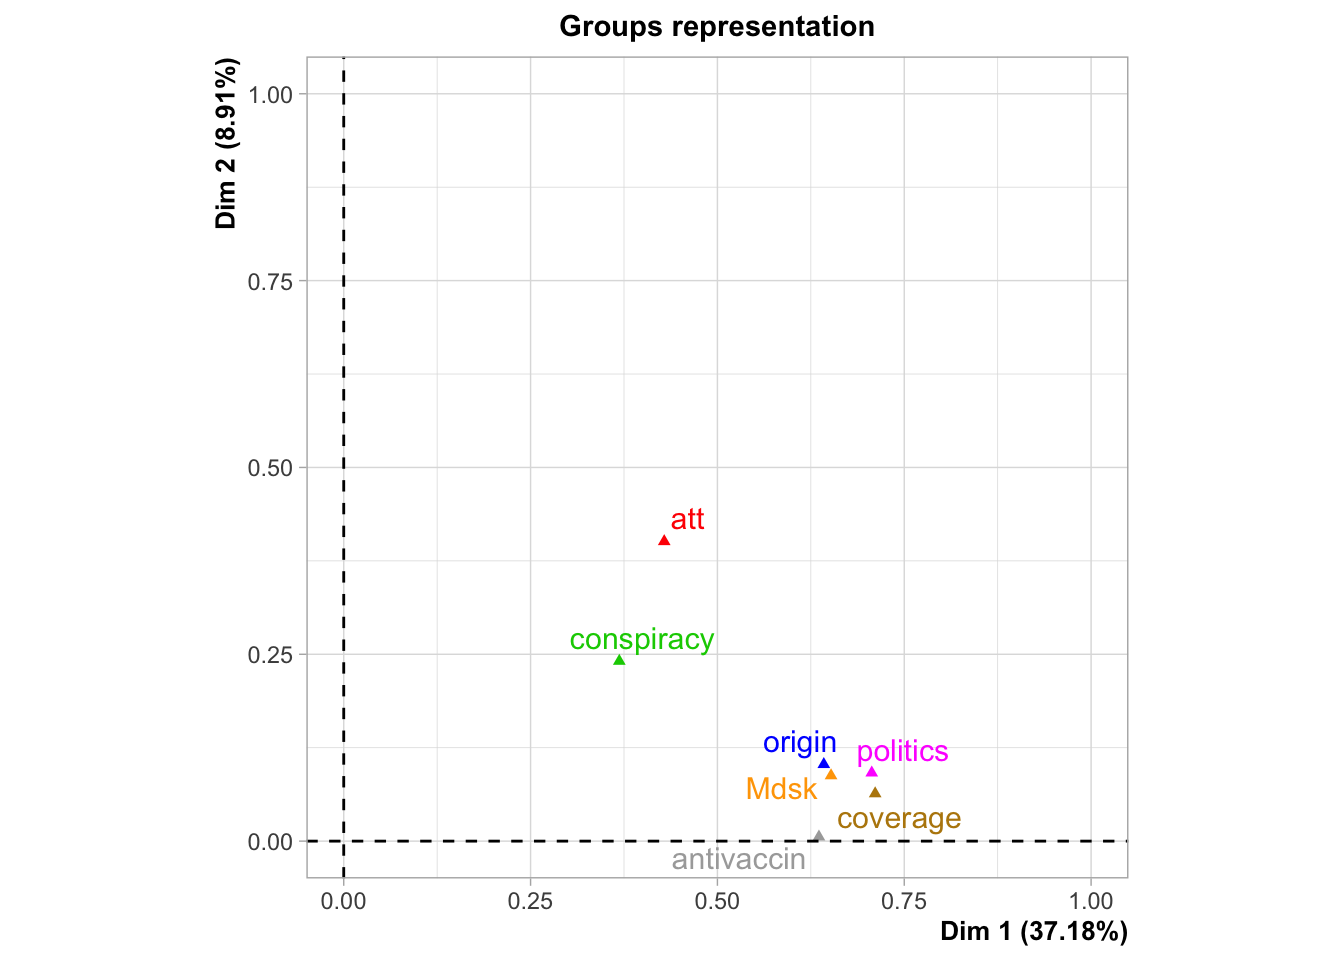 Groups representation
Dim 2 (8.91%)
1.00
0.75
0.50
0.25
0.00
att
conspiracy
origin
politics
Mdsk
coverage
antivaccin
0.00 0.25 0.50 0.75 1.00
Dim 1 (37.18%)